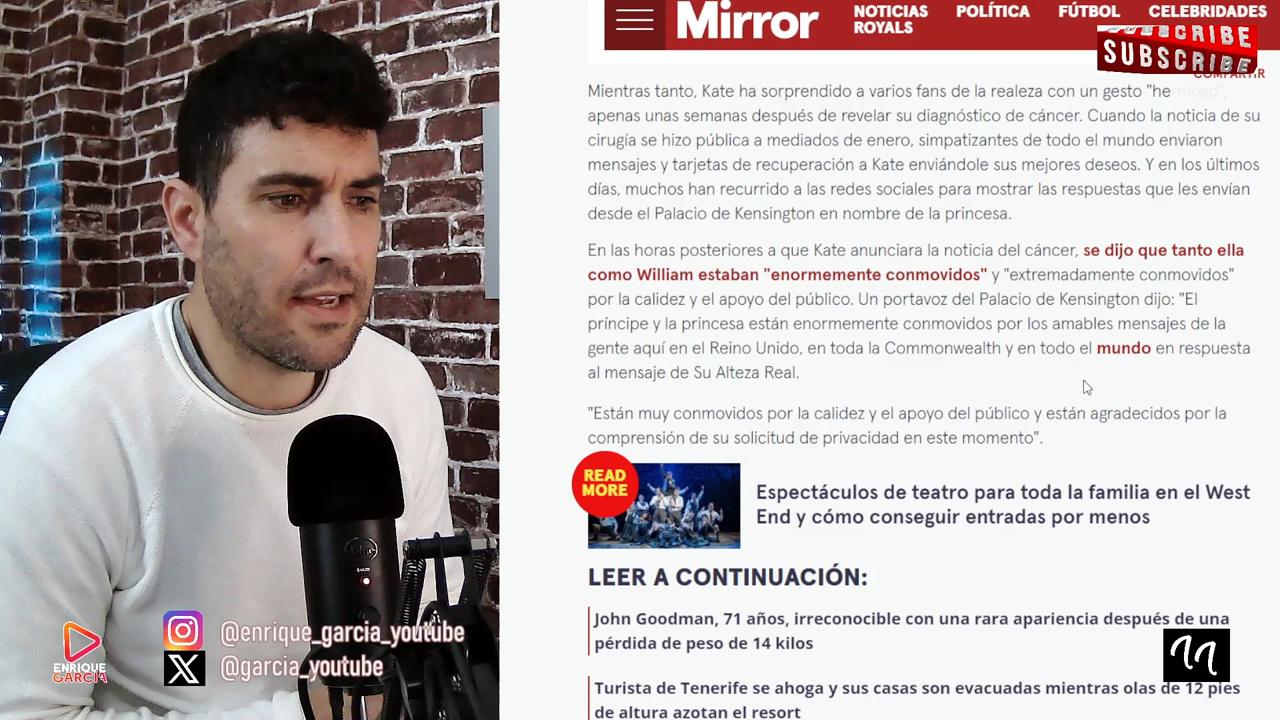 Mirror
NOTICIAS
ROYALS
POLÍTICA
FÚTBOL
CELEBRIDADES
SUBSCRIBE
SUBSCRIBE
COMPARTIR
Mientras tanto, Kate ha sorprendido a varios fans de la realeza con un gesto "hermoso",
apenas unas semanas después de revelar su diagnóstico de cáncer. Cuando la noticia de su
cirugía se hizo pública a mediados de enero, simpatizantes de todo el mundo enviaron
mensajes y tarjetas de recuperación a Kate enviándole sus mejores deseos. Y en los últimos
días, muchos han recurrido a las redes sociales para mostrar las respuestas que les envían
desde el Palacio de Kensington en nombre de la princesa.
En las horas posteriores a que Kate anunciara la noticia del cáncer, se dijo que tanto ella
como William estaban "enormemente conmovidos" y "extremadamente conmovidos"
por la calidez y el apoyo del público. Un portavoz del Palacio de Kensington dijo: "El
príncipe y la princesa están enormemente conmovidos por los amables mensajes de la
gente aquí en el Reino Unido, en toda la Commonwealth y en todo el mundo en respuesta
al mensaje de Su Alteza Real.
"Están muy conmovidos por la calidez y el apoyo del público y están agradecidos por la
comprensión de su solicitud de privacidad en este momento".
READ
MORE
Espectáculos de teatro para toda la familia en el West
End y cómo conseguir entradas por menos
LEER A CONTINUACIÓN:
John Goodman, 71 años, irreconocible con una rara apariencia después de una
pérdida de peso de 14 kilos
Turista de Tenerife se ahoga y sus casas son evacuadas mientras olas de 12 pies
de altura azotan el resort
ENRIQUE
GARCIA
@enrique_garcia_youtube
@garcia_youtube